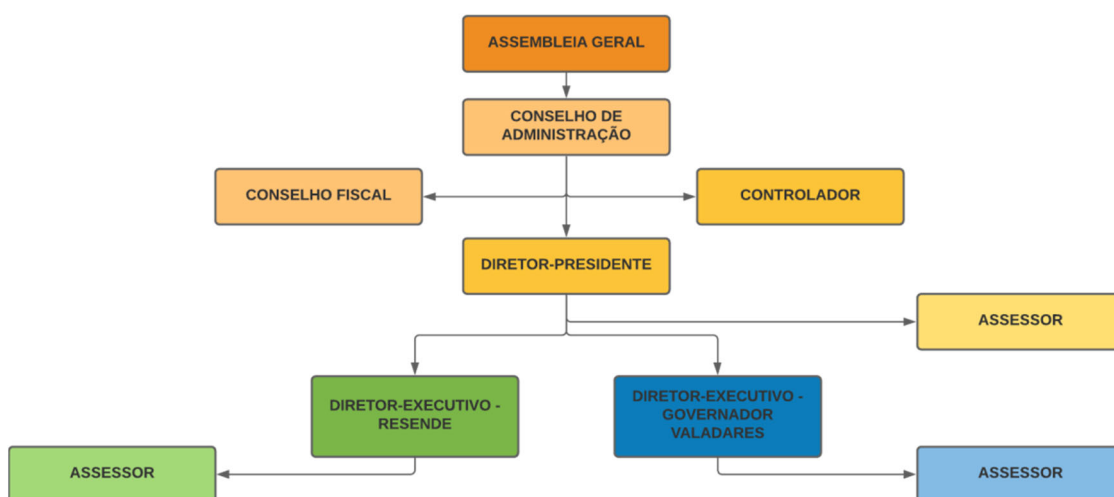 ASSEMBLEIA GERAL
CONSELHO DE
ADMINISTRAÇÃO
CONSELHO FISCAL
CONTROLADOR
DIRETOR-PRESIDENTE
ASSESSOR
DIRETOR-EXECUTIVO -
RESENDE
DIRETOR-EXECUTIVO -
GOVERNADOR
VALADARES
ASSESSOR
ASSESSOR